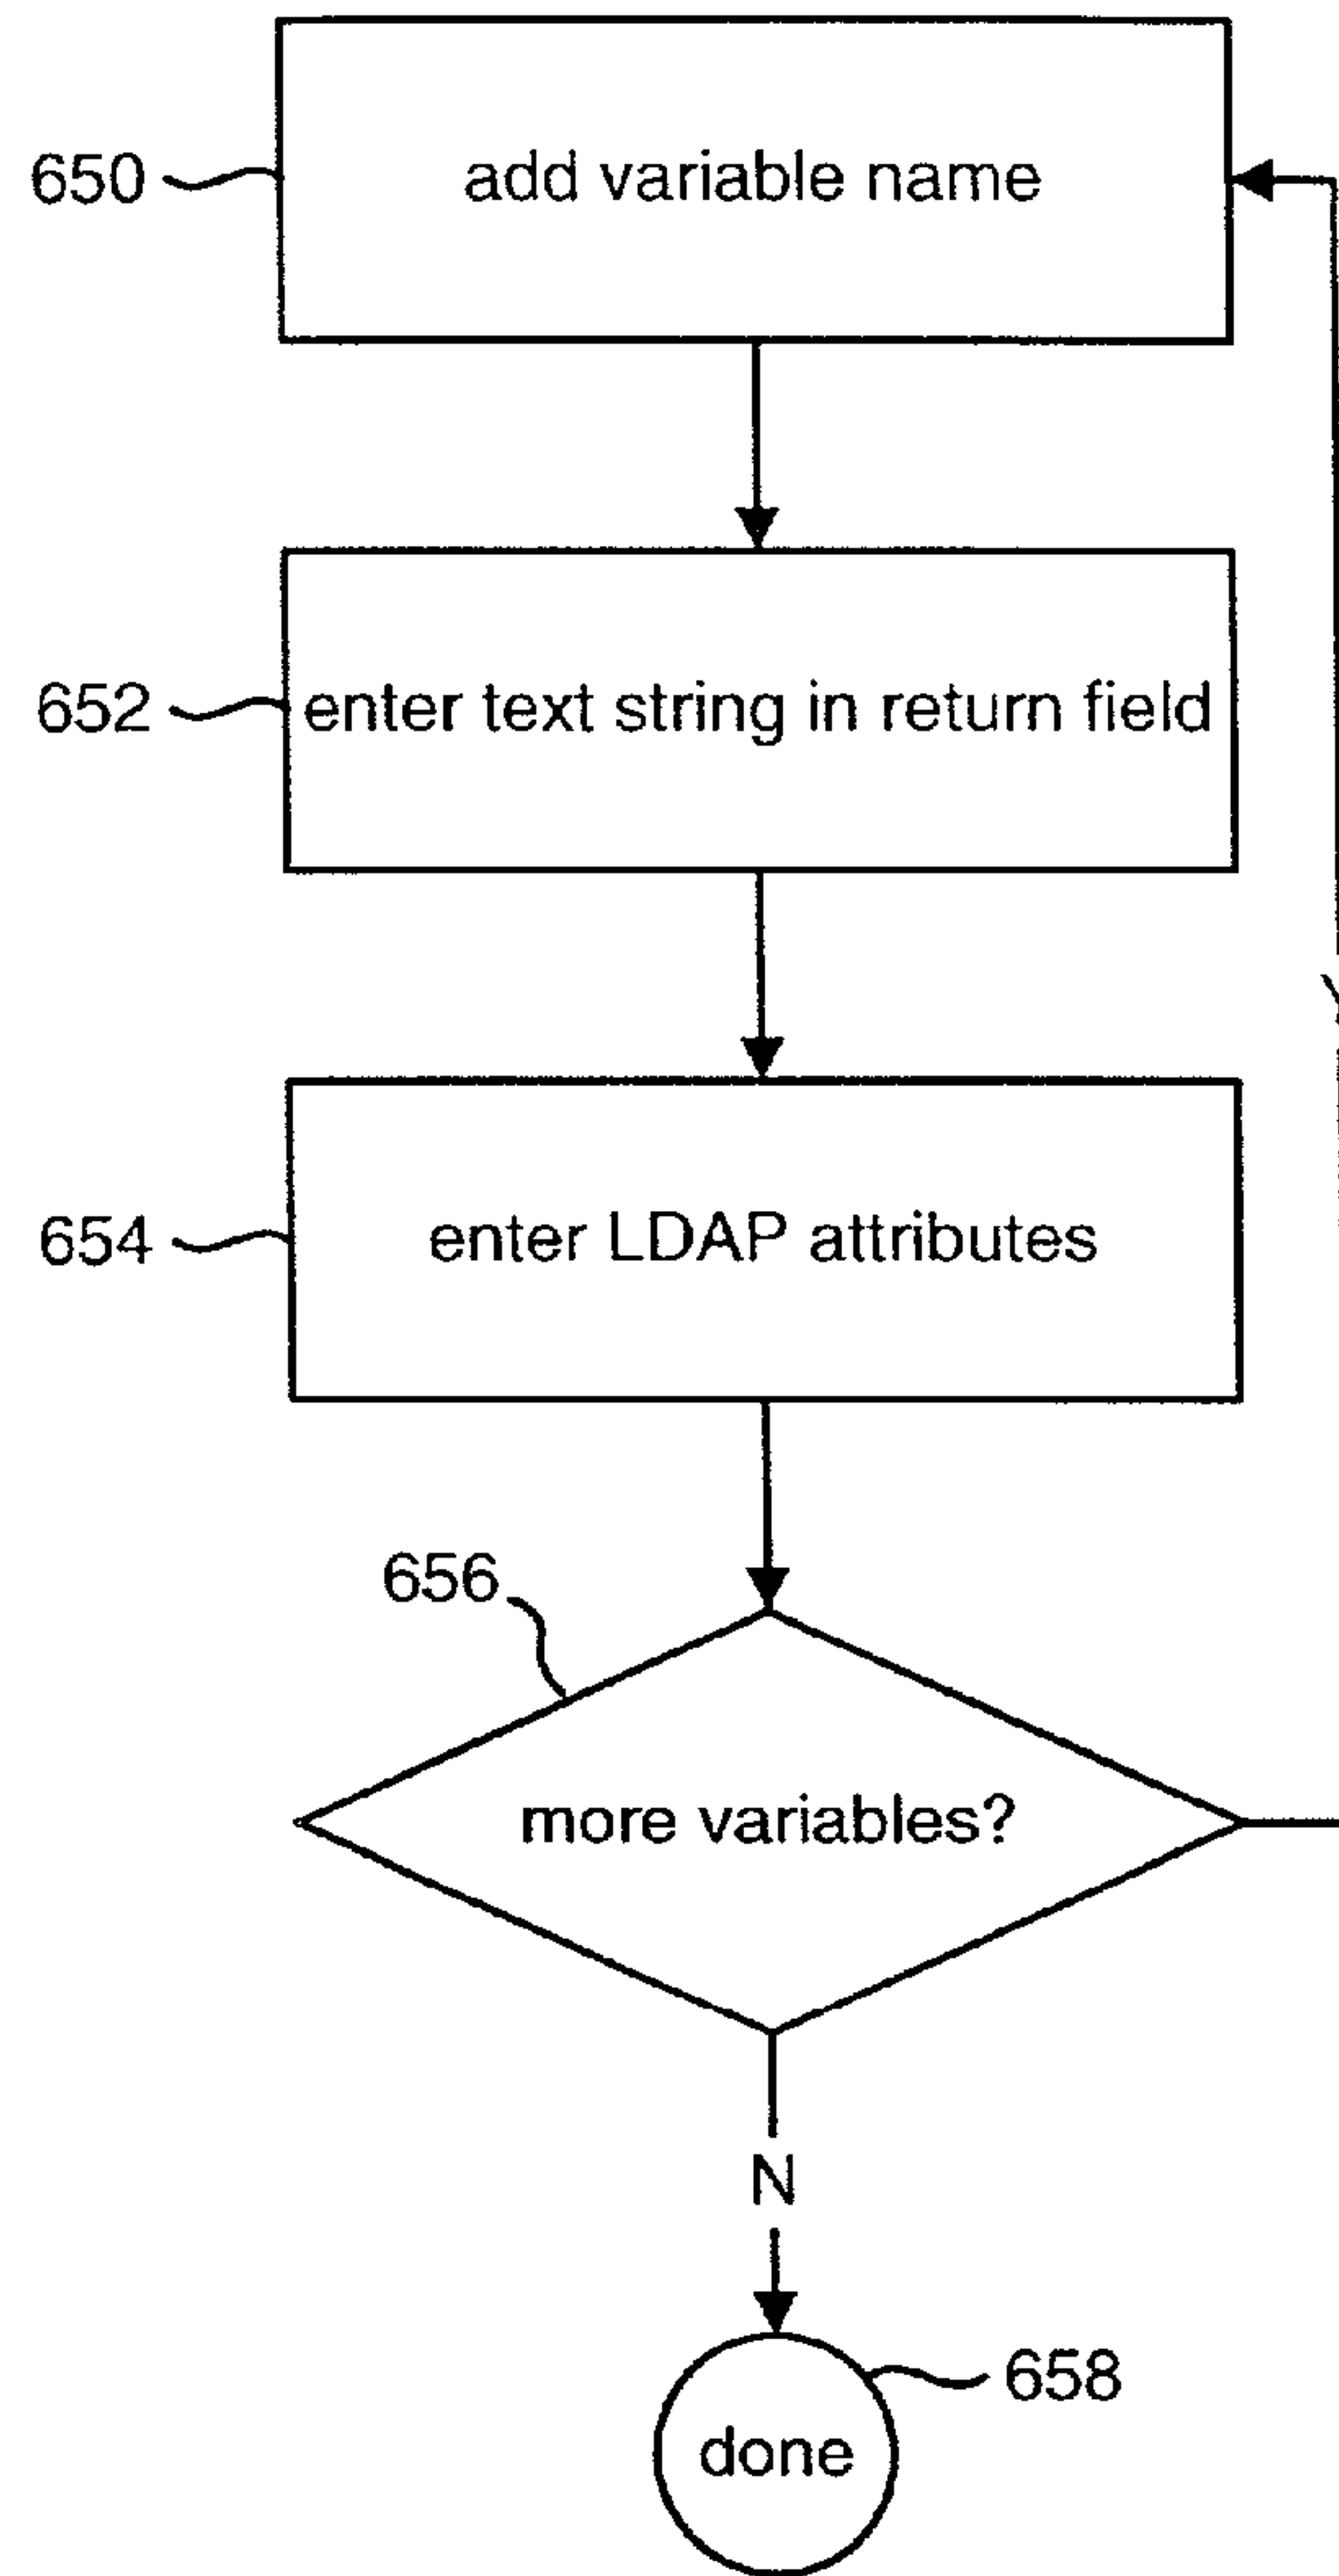 650
add variable name
652
enter text string in return field
654
enter LDAP attributes
656
more variables?
N
658
done